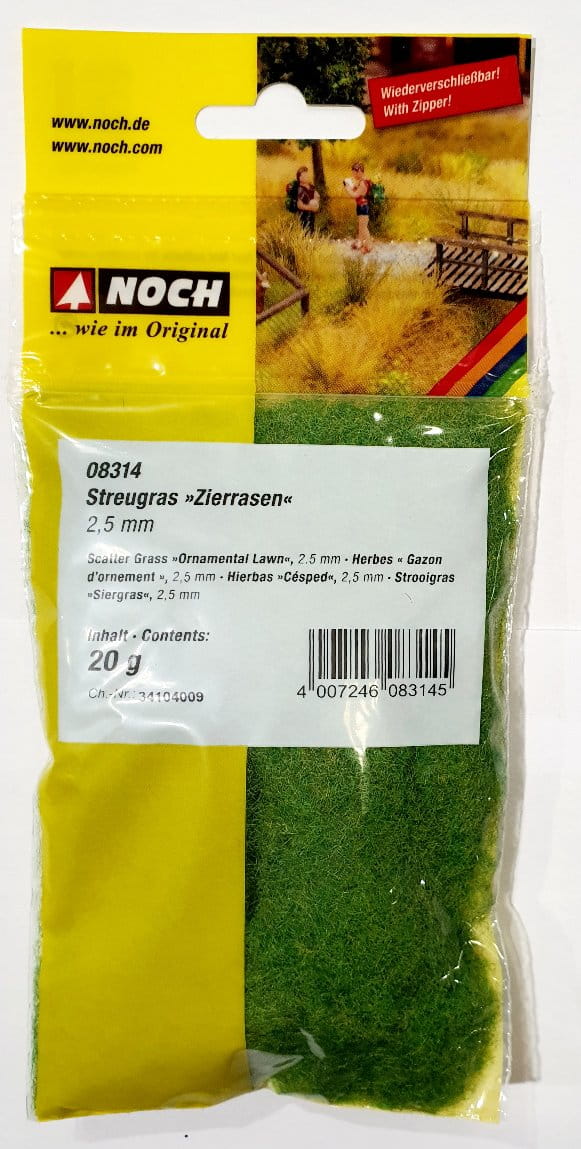 Wiederverschließbar!
With Zipper!
www.noch.de
www.noch.com
NOCH
... wie im Original
08314
Streugras »Zierrasen«
2,5 mm
Scatter Grass »Ornamental Lawn«, 2.5 mm · Herbes « Gazon
d'ornement », 2,5 mm · Hierbas »Césped«, 2,5 mm · Strooigras
»Siergras«, 2,5 mm
Inhalt · Contents:
20 g
Ch.-Nr.: 34104009
4 007246 083145